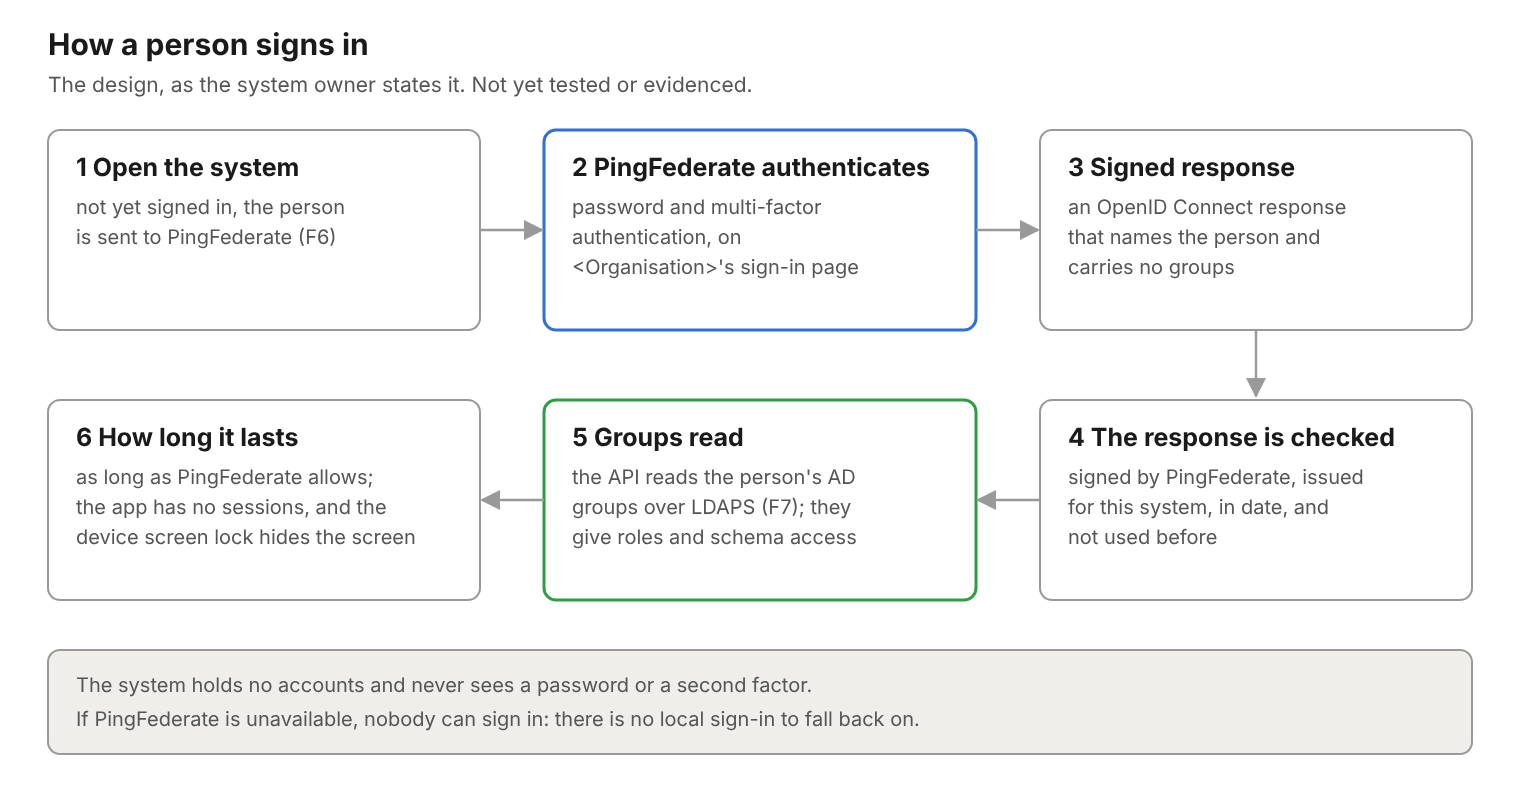 How a person signs in
The design, as the system owner states it. Not yet tested or evidenced.
1 Open the system
not yet signed in, the person
is sent to PingFederate (F6)
2 PingFederate authenticates
password and multi-factor
authentication, on
<Organisation>'s sign-in page
3 Signed response
an OpenID Connect response
that names the person and
carries no groups
4 The response is checked
signed by PingFederate, issued
for this system, in date, and
not used before
5 Groups read
the API reads the person's AD
groups over LDAPS (F7); they
give roles and schema access
6 How long it lasts
as long as PingFederate allows;
the app has no sessions, and the
device screen lock hides the screen
The system holds no accounts and never sees a password or a second factor.
If PingFederate is unavailable, nobody can sign in: there is no local sign-in to fall back on.